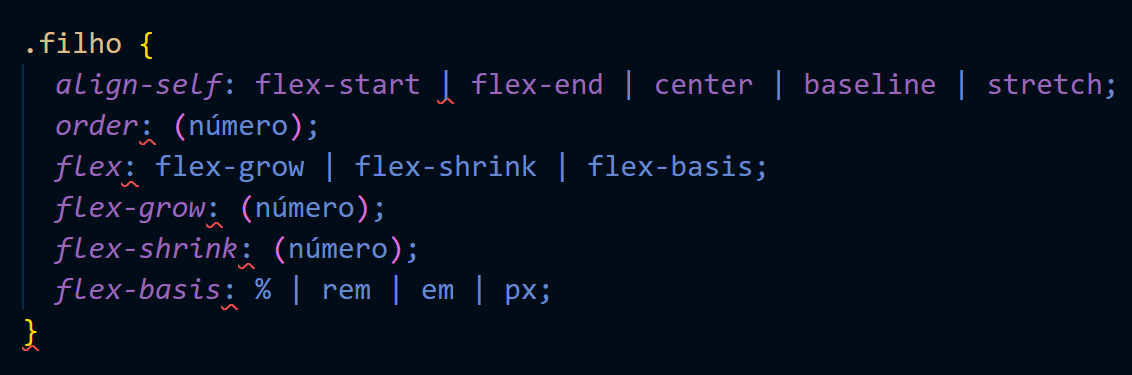 .filho {
align-self: flex-start | flex-end | center | baseline | stretch;
order: (número);
flex: flex-grow | flex-shrink | flex-basis;
flex-grow: (número);
flex-shrink: (número);
flex-basis: % | rem | em | px;
}